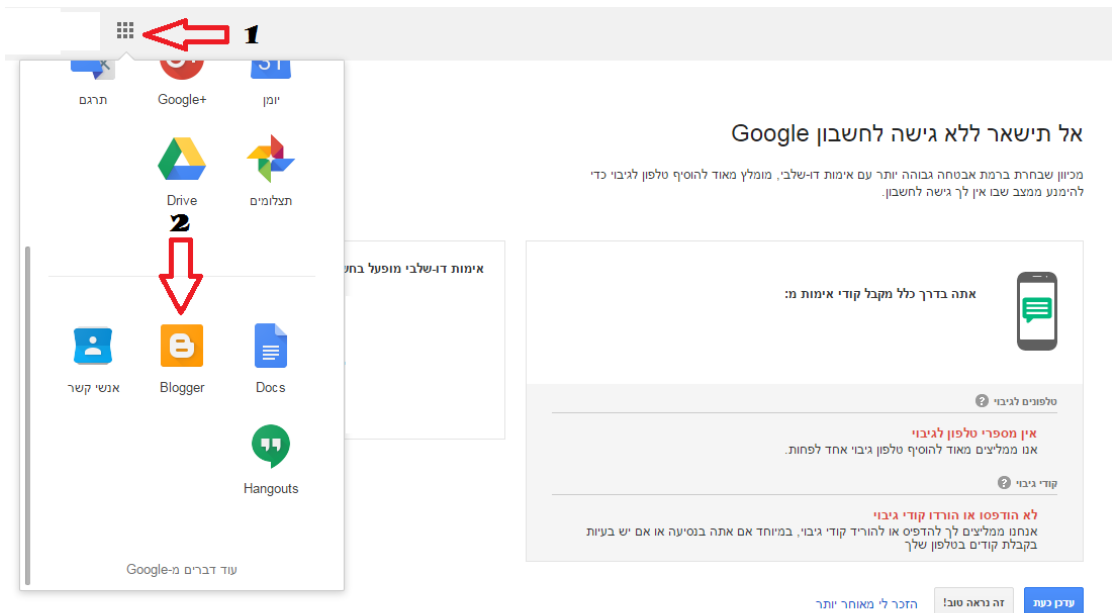 1
תרגם
Google+
יומן
31
Drive
תצלומים
2
אנשי קשר
Blogger
Docs
Hangouts
עוד דברים מ-Google
אל תישאר ללא גישה לחשבון Google
מכיוון שבחרת ברמת אבטחה גבוהה יותר עם אימות דו-שלבי, מומלץ מאוד להוסיף טלפון לגיבוי כדי
להימנע ממצב שבו אין לך גישה לחשבון.
אתה בדרך כלל מקבל קודי אימות מ:
טלפונים לגיבוי ?
אין מספרי טלפון לגיבוי
אנו ממליצים מאוד להוסיף טלפון גיבוי אחד לפחות.
קודי גיבוי ?
לא הודפסו או הורדו קודי גיבוי
אנחנו ממליצים לך להדפיס או להוריד קודי גיבוי, במיוחד אם אתה בנסיעה או אם יש בעיות
בקבלת קודים בטלפון שלך
אימות דו-שלבי מופעל בחש
עדכן כעת
זה נראה טוב!
הזכר לי מאוחר יותר